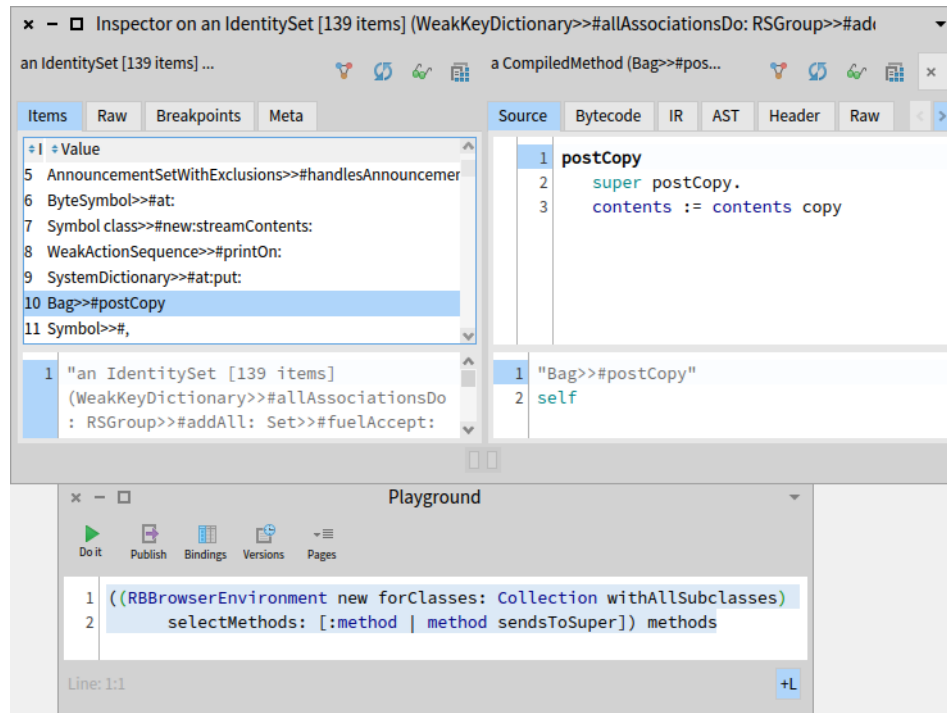 Inspector on an IdentitySet [139 items] (WeakKeyDictionary>>#allAssociationsDo: RSGroup>>#add
an IdentitySet [139 items] ...
Items Raw Breakpoints Meta
I Value
5 AnnouncementSetWithExclusions>>#handlesAnnouncemer
6 ByteSymbol>>#at:
7 Symbol class>>#new:streamContents:
8 WeakActionSequence>>#printOn:
9 SystemDictionary>>#at:put:
10 Bag>>#postCopy
11 Symbol>>#,
1 "an IdentitySet [139 items]
(WeakKeyDictionary>>#allAssociationsDo
: RSGroup>>#addAll: Set>>#fuelAccept:
a CompiledMethod (Bag>>#pos...
Source Bytecode IR AST Header Raw
1 postCopy
2 super postCopy.
3 contents := contents copy
1 "Bag>>#postCopy"
2 self
Playground
Do it Publish Bindings Versions Pages
1 ((RBBrowserEnvironment new forClasses: Collection withAllSubclasses)
2 selectMethods: [:method | method sendsToSuper]) methods
Line: 1:1
+L